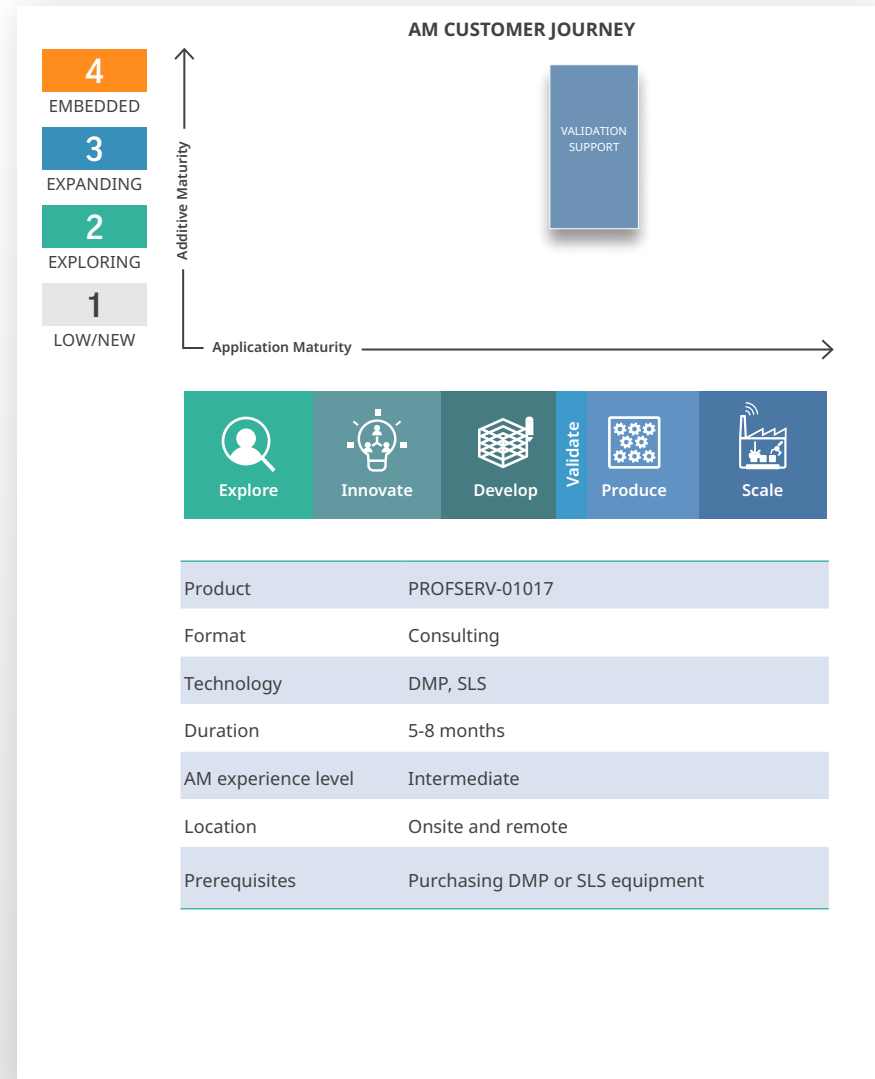 AM CUSTOMER JOURNEY
4
EMBEDDED
3
EXPANDING
2
EXPLORING
1
LOW/NEW
Additive Maturity
VALIDATION
SUPPORT
Application Maturity
Explore
Innovate
Develop
Validate
Produce
Scale
Product PROFSERV-01017
Format Consulting
Technology DMP, SLS
Duration 5-8 months
AM experience level Intermediate
Location Onsite and remote
Prerequisites Purchasing DMP or SLS equipment